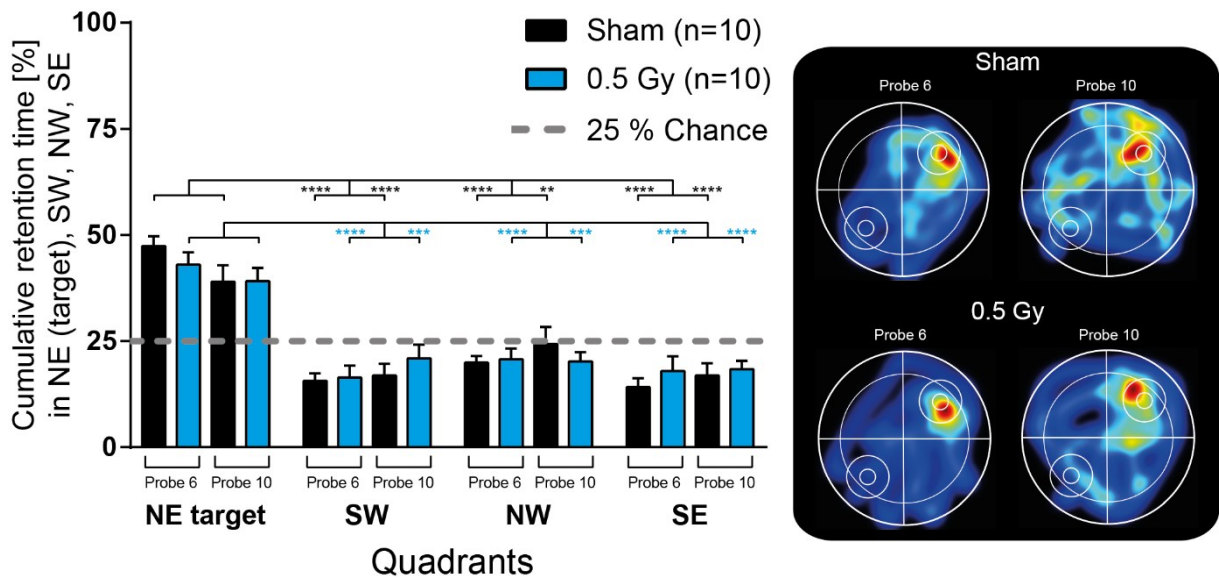 Cumulative retention time [%]
in NE (target), SW, NW, SE
100
75
50
25
0
Sham (n=10)
0.5 Gy (n=10)
25 % Chance
**** **** **** ** **** ****
**** *** **** *** **** ****
Probe 6 Probe 10 Probe 6 Probe 10 Probe 6 Probe 10 Probe 6 Probe 10
NE target SW NW SE
Quadrants
Sham
Probe 6 Probe 10
0.5 Gy
Probe 6 Probe 10